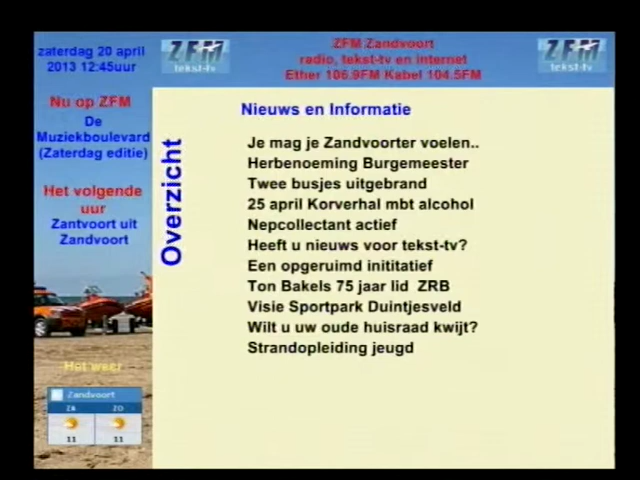 zaterdag 20 april
2013 12:45uur
ZFM
tekst-tv
ZFM Zandvoort
radio, tekst-tv en internet
Ether 106.9FM Kabel 104.5FM
ZFM
tekst-tv
Nu op ZFM
De
Muziekboulevard
(Zaterdag editie)
Het volgende
uur
Zantvoort uit
Zandvoort
Het weer
Zandvoort
ZA ZO
11 11
Overzicht
Nieuws en Informatie
Je mag je Zandvoorter voelen..
Herbenoeming Burgemeester
Twee busjes uitgebrand
25 april Korverhal mbt alcohol
Nepcollectant actief
Heeft u nieuws voor tekst-tv?
Een opgeruimd inititatief
Ton Bakels 75 jaar lid ZRB
Visie Sportpark Duintjesveld
Wilt u uw oude huisraad kwijt?
Strandopleiding jeugd